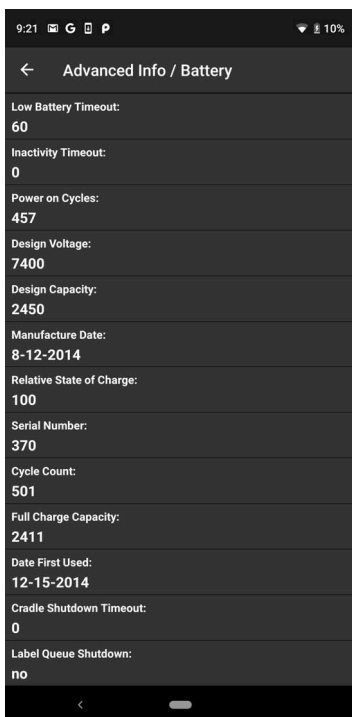 9:21 G P 10%
Advanced Info / Battery
Low Battery Timeout:
60
Inactivity Timeout:
0
Power on Cycles:
457
Design Voltage:
7400
Design Capacity:
2450
Manufacture Date:
8-12-2014
Relative State of Charge:
100
Serial Number:
370
Cycle Count:
501
Full Charge Capacity:
2411
Date First Used:
12-15-2014
Cradle Shutdown Timeout:
0
Label Queue Shutdown:
no